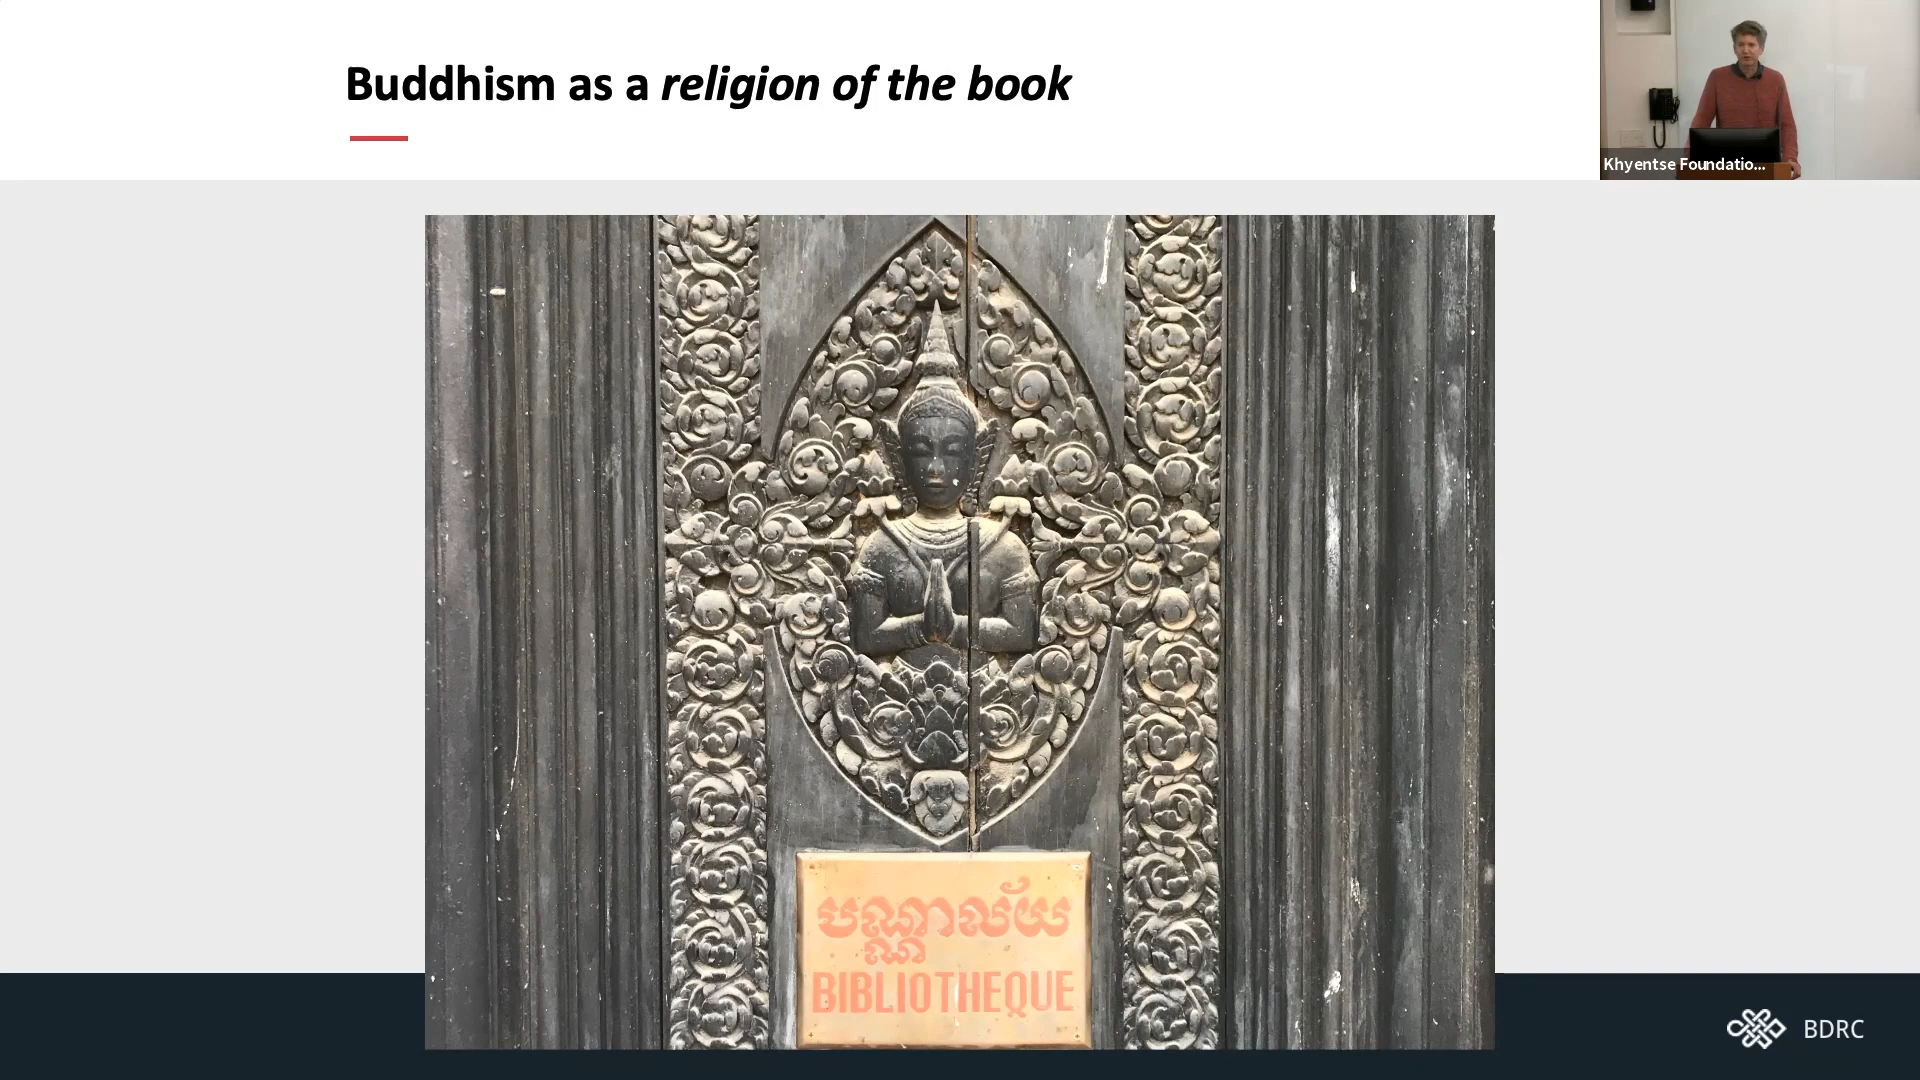 Buddhism as a religion of the book
Khyentse Foundatio...
បណ្ណាល័យ
BIBLIOTHEQUE
BDRC